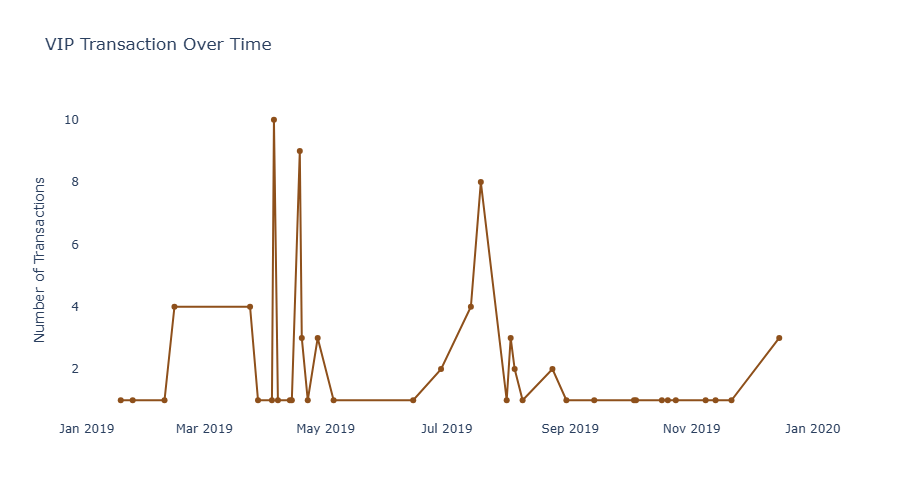 VIP Transaction Over Time
Number of Transactions
10
8
6
4
2
Jan 2019
Mar 2019
May 2019
Jul 2019
Sep 2019
Nov 2019
Jan 2020